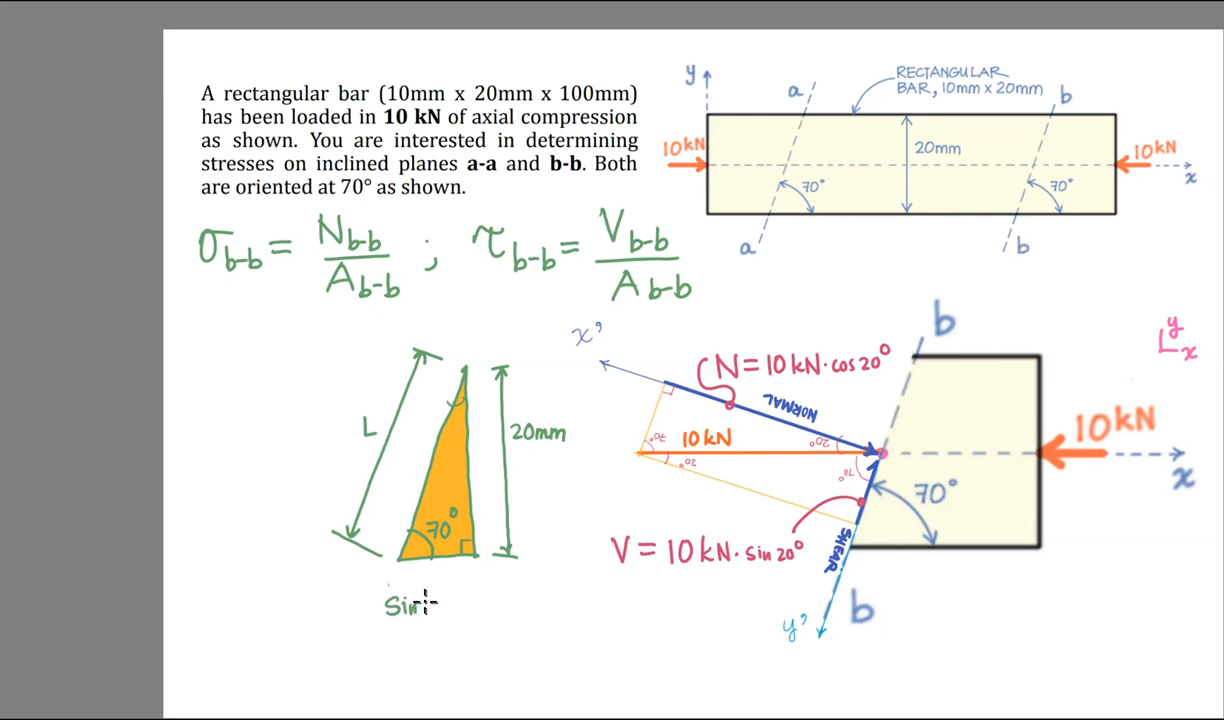 A rectangular bar (10mm x 20mm x 100mm)
has been loaded in 10 kN of axial compression
as shown. You are interested in determining
stresses on inclined planes a-a and b-b. Both
are oriented at 70° as shown.
y
a
RECTANGULAR
BAR, 10mm x 20mm
b
10kN
20mm
10kN
x
70°
70°
a
b
σb-b = Nb-b / Ab-b ; τb-b = Vb-b / Ab-b
L
20mm
70°
Sin
x'
N = 10 kN · cos 20°
NORMAL
70°
10 kN
20°
20°
70°
V = 10 kN · sin 20°
SHEAR
y'
b
10kN
x
70°
b
y
x